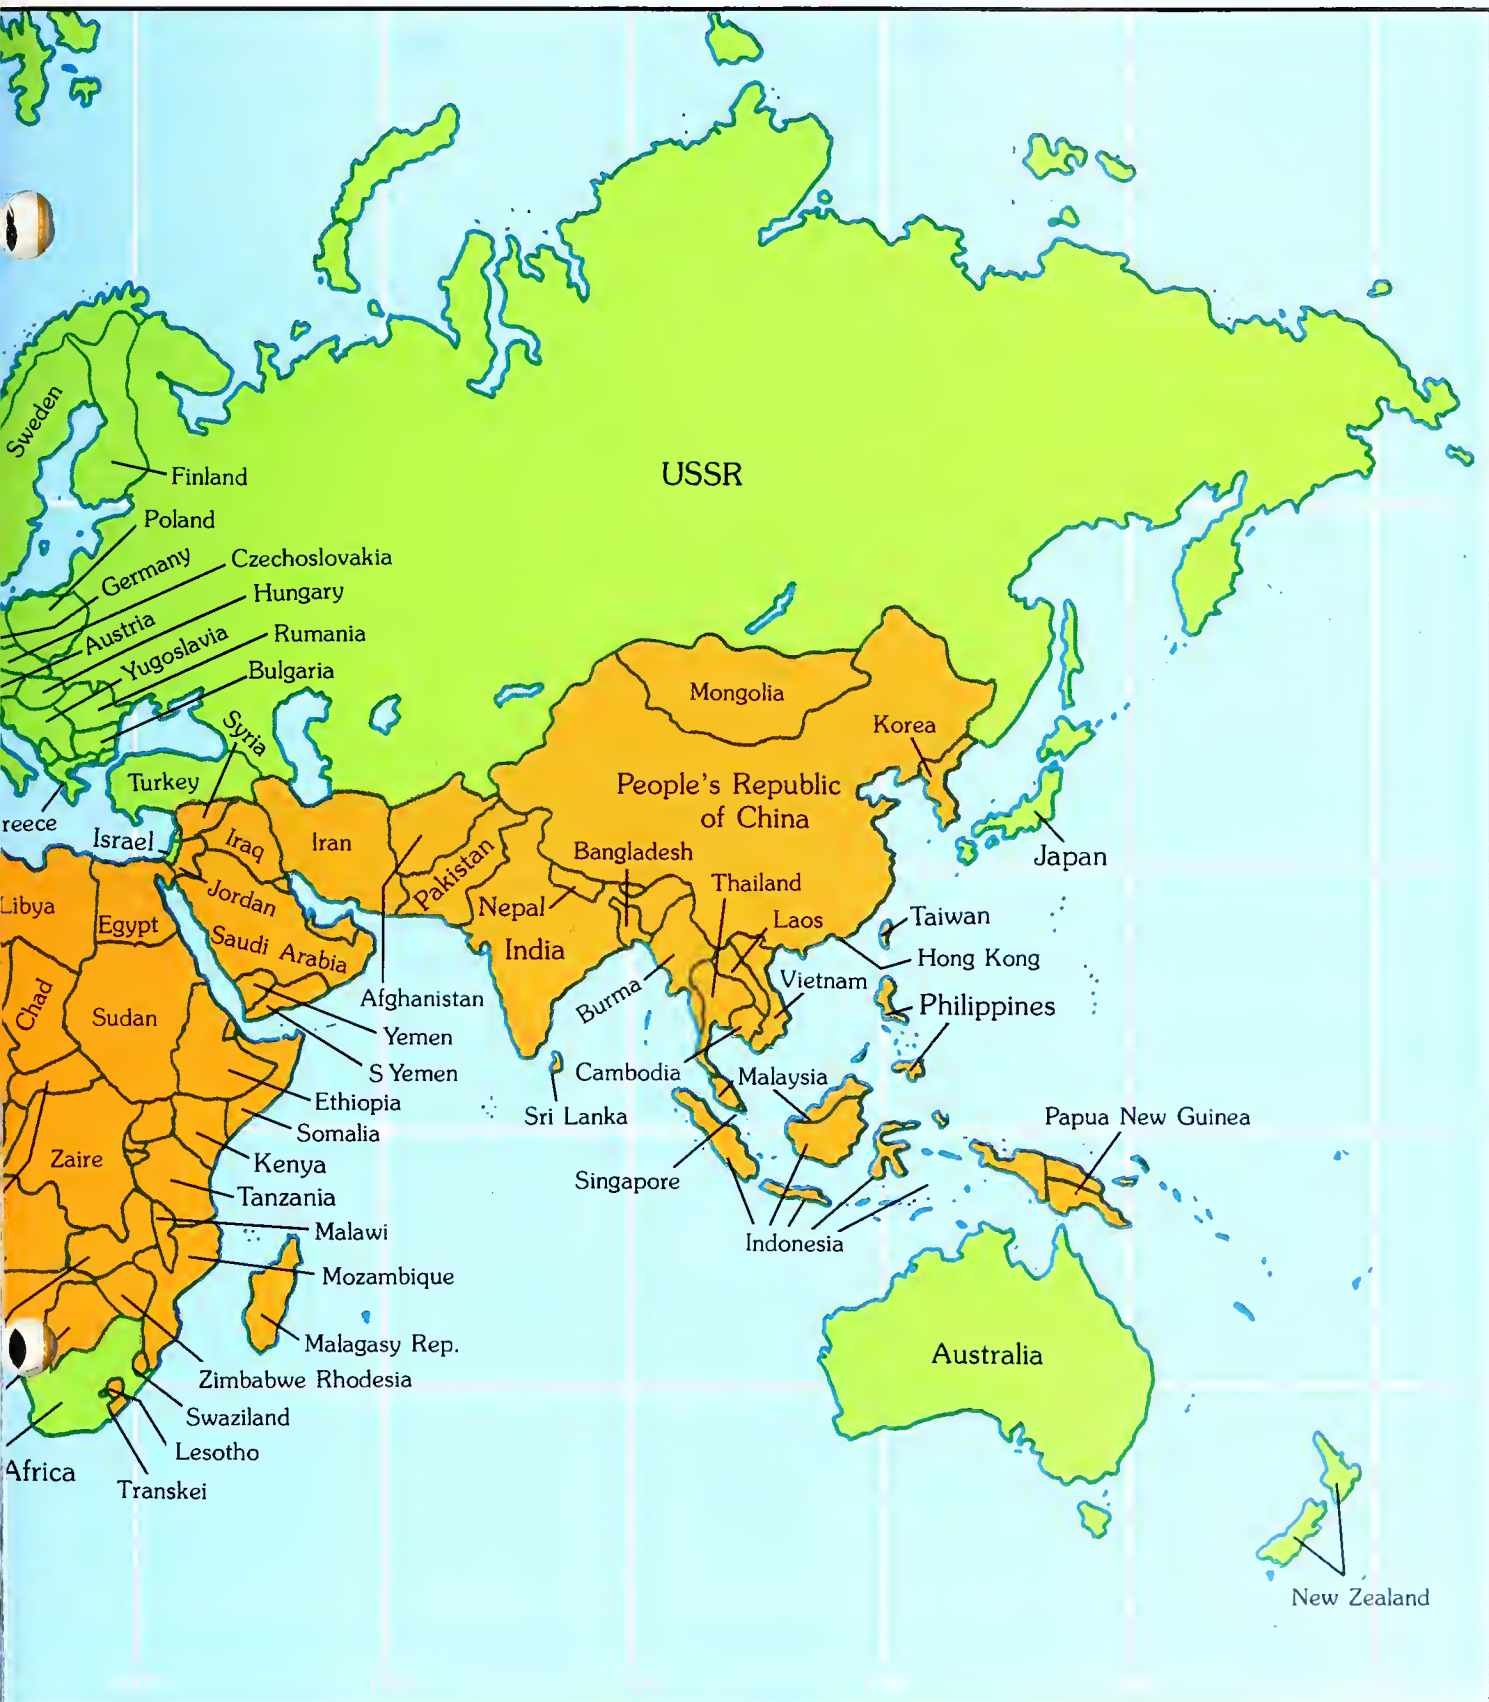 Sweden
Finland
Poland
Germany
Czechoslovakia
Hungary
Austria
Rumania
Yugoslavia
Bulgaria
USSR
Mongolia
Korea
Syria
Turkey
People's Republic
of China
reece
Israel
Iraq
Iran
Pakistan
Bangladesh
Japan
Thailand
Jordan
Nepal
Libya
Egypt
Laos
Taiwan
Saudi Arabia
India
Hong Kong
Vietnam
Afghanistan
Burma
Philippines
Chad
Sudan
Yemen
S Yemen
Cambodia
Malaysia
Ethiopia
Sri Lanka
Papua New Guinea
Somalia
Zaire
Kenya
Singapore
Tanzania
Malawi
Indonesia
Mozambique
Malagasy Rep.
Australia
Zimbabwe Rhodesia
Swaziland
Lesotho
Africa
Transkei
New Zealand